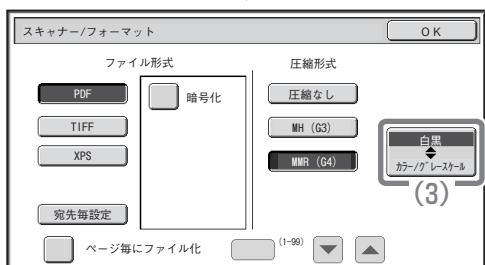 スキャナー/フォーマット
OK
ファイル形式
圧縮形式
PDF
暗号化
圧縮なし
TIFF
MH (G3)
白黒
XPS
MMR (G4)
カラー/グレースケール
(3)
宛先毎設定
ページ毎にファイル化
(1-99)